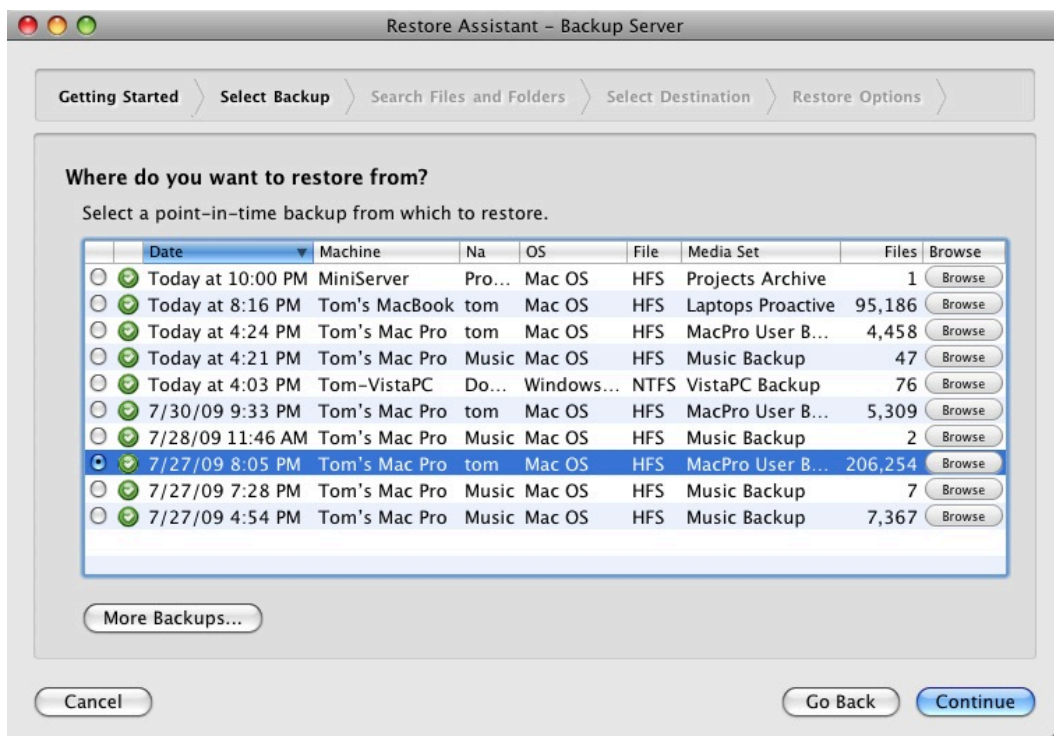 Restore Assistant – Backup Server
Getting Started Select Backup Search Files and Folders Select Destination Restore Options
Where do you want to restore from?
Select a point-in-time backup from which to restore.
Date Machine Na OS File Media Set Files Browse
Today at 10:00 PM MiniServer Pro... Mac OS HFS Projects Archive 1 Browse
Today at 8:16 PM Tom's MacBook tom Mac OS HFS Laptops Proactive 95,186 Browse
Today at 4:24 PM Tom's Mac Pro tom Mac OS HFS MacPro User B... 4,458 Browse
Today at 4:21 PM Tom's Mac Pro Music Mac OS HFS Music Backup 47 Browse
Today at 4:03 PM Tom-VistaPC Do... Windows... NTFS VistaPC Backup 76 Browse
7/30/09 9:33 PM Tom's Mac Pro tom Mac OS HFS MacPro User B... 5,309 Browse
7/28/09 11:46 AM Tom's Mac Pro Music Mac OS HFS Music Backup 2 Browse
7/27/09 8:05 PM Tom's Mac Pro tom Mac OS HFS MacPro User B... 206,254 Browse
7/27/09 7:28 PM Tom's Mac Pro Music Mac OS HFS Music Backup 7 Browse
7/27/09 4:54 PM Tom's Mac Pro Music Mac OS HFS Music Backup 7,367 Browse
More Backups...
Cancel Go Back Continue